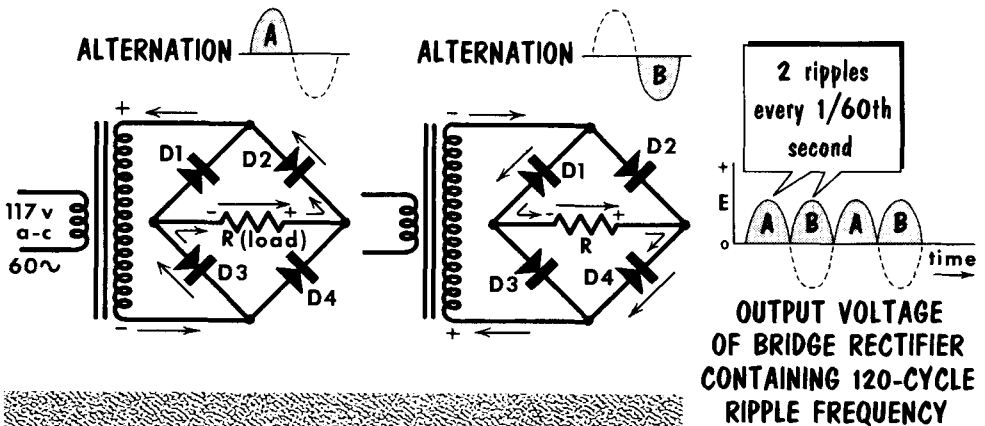 ALTERNATION A
+
D1 D2
- +
R (load)
117 v
a-c
60~
D3 D4
-
ALTERNATION B
-
D1 D2
- +
R
D3 D4
+
2 ripples
every 1/60th
second
+
E
A B A B
o
time
OUTPUT VOLTAGE
OF BRIDGE RECTIFIER
CONTAINING 120-CYCLE
RIPPLE FREQUENCY